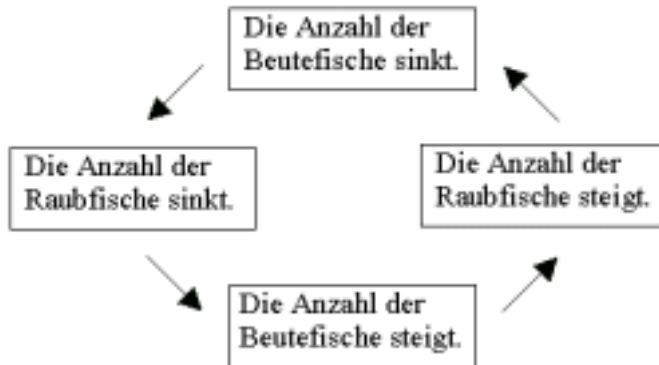 Die Anzahl der
Beutefische sinkt.
Die Anzahl der
Raubfische sinkt.
Die Anzahl der
Raubfische steigt.
Die Anzahl der
Beutefische steigt.